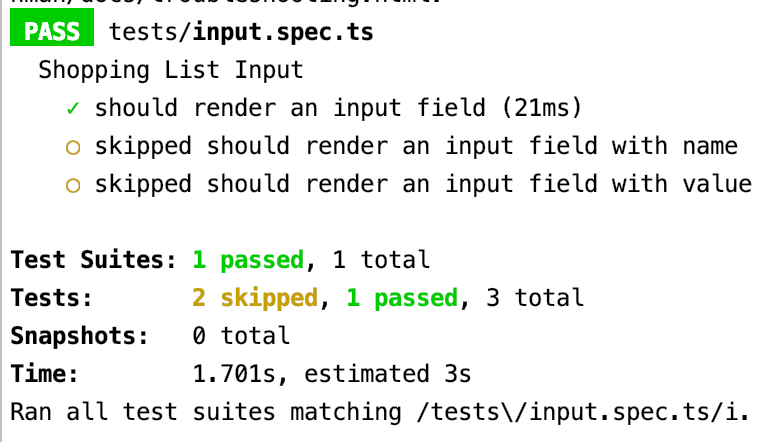 PASS tests/input.spec.ts
Shopping List Input
✓ should render an input field (21ms)
○ skipped should render an input field with name
○ skipped should render an input field with value
Test Suites: 1 passed, 1 total
Tests: 2 skipped, 1 passed, 3 total
Snapshots: 0 total
Time: 1.701s, estimated 3s
Ran all test suites matching /tests\/input.spec.ts/i.